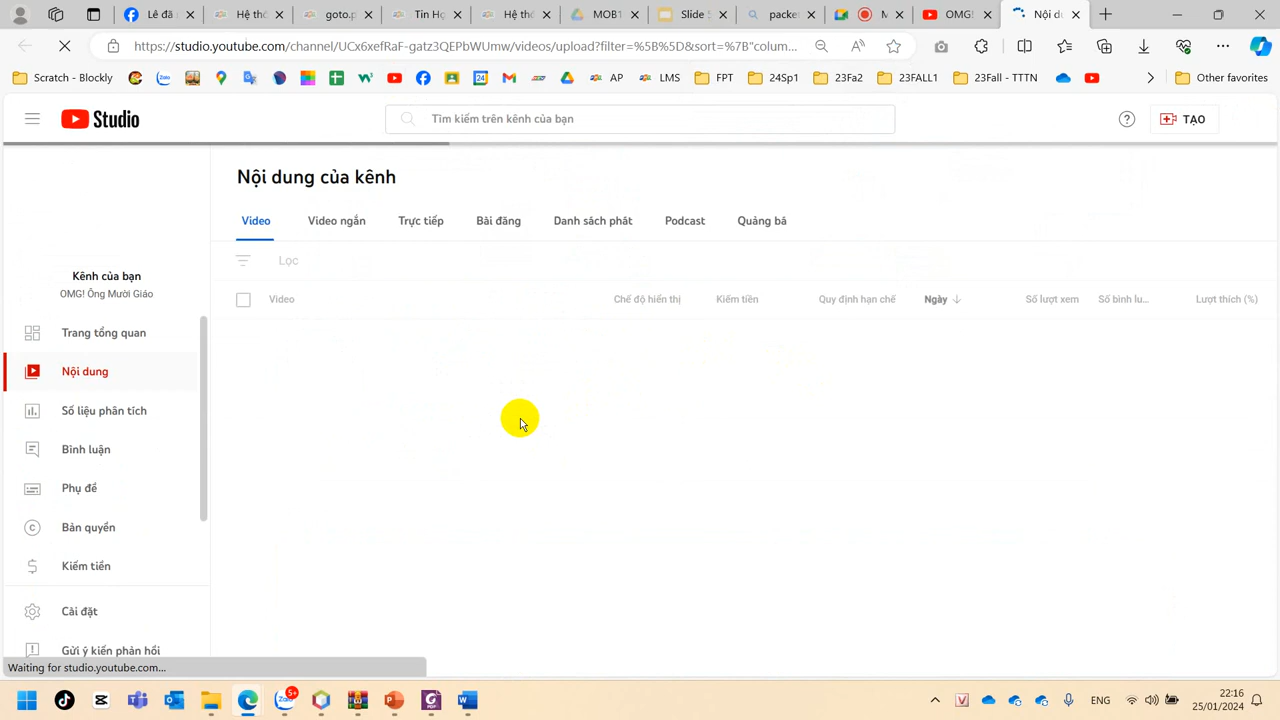 Lê đã
Hệ thố
goto.p
Tin Họ
Hệ thố
MOB1
Slide 5
packe
M
OMG!
Nội du
https://studio.youtube.com/channel/UCx6xefRaF-gatz3QEPbWUmw/videos/upload?filter=%5B%5D&sort=%7B"colum...
Scratch - Blockly
AP
LMS
FPT
24Sp1
23Fa2
23FALL1
23Fall - TTTN
Other favorites
Studio
Tìm kiếm trên kênh của bạn
TẠO
Nội dung của kênh
Video
Video ngắn
Trực tiếp
Bài đăng
Danh sách phát
Podcast
Quảng bá
Lọc
Video
Chế độ hiển thị
Kiếm tiền
Quy định hạn chế
Ngày
Số lượt xem
Số bình lu...
Lượt thích (%)
Kênh của bạn
OMG! Ông Mười Giáo
Trang tổng quan
Nội dung
Số liệu phân tích
Bình luận
Phụ đề
Bản quyền
Kiếm tiền
Cài đặt
Gửi ý kiến phản hồi
Waiting for studio.youtube.com...
5+
ENG
22:16
25/01/2024